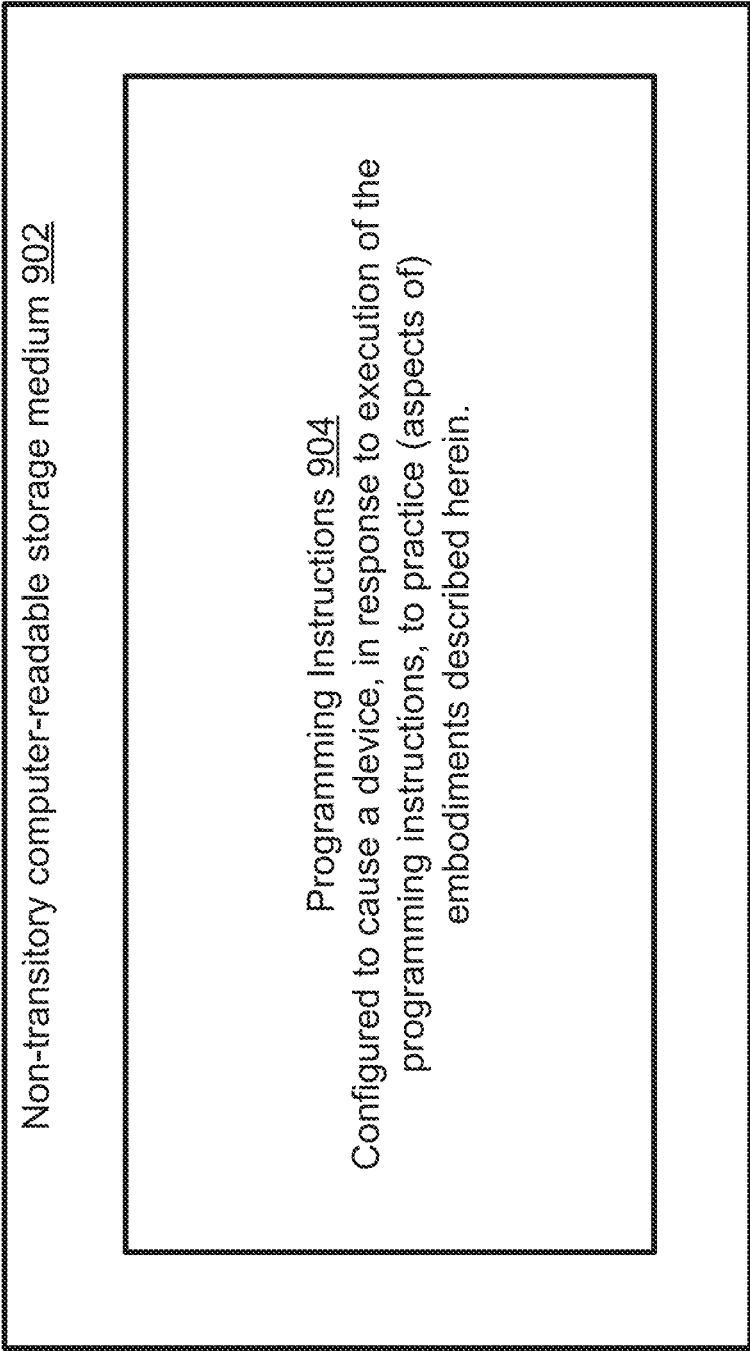 Non-transitory computer-readable storage medium 902
Programming Instructions 904
Configured to cause a device, in response to execution of the
programming instructions, to practice (aspects of)
embodiments described herein.